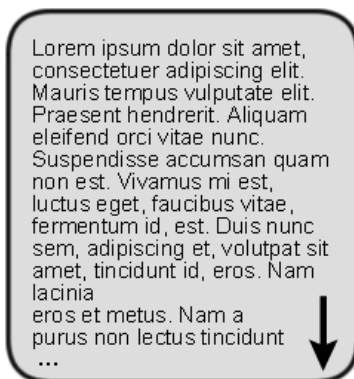 Lorem ipsum dolor sit amet,
consectetuer adipiscing elit.
Mauris tempus vulputate elit.
Praesent hendrerit. Aliquam
eleifend orci vitae nunc.
Suspendisse accumsan quam
non est. Vivamus mi est,
luctus eget, faucibus vitae,
fermentum id, est. Duis nunc
sem, adipiscing et, volutpat sit
amet, tincidunt id, eros. Nam
lacinia
eros et metus. Nam a
purus non lectus tincidunt
...